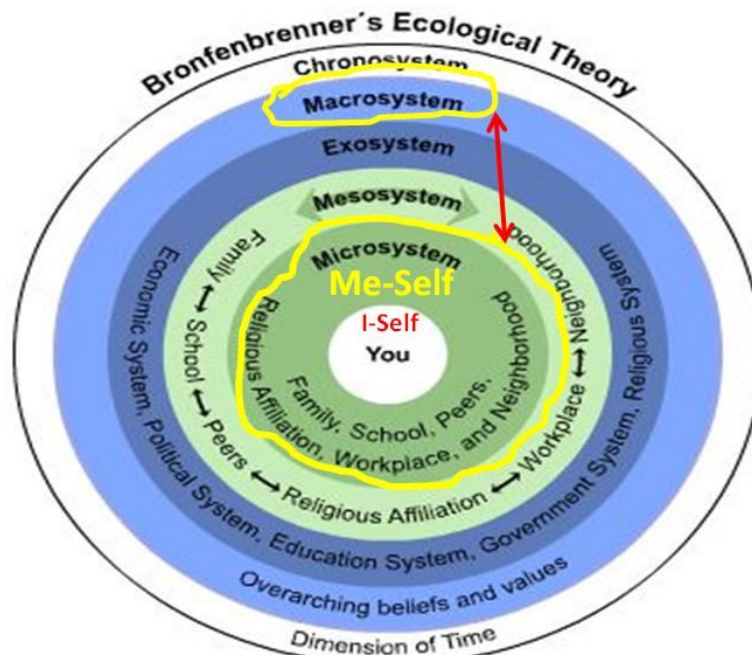 Bronfenbrenner´s Ecological Theory
Chronosystem
Macrosystem
Exosystem
Mesosystem
Microsystem
Me-Self
I-Self
You
Family, School, Peers,
Religious Affiliation, Workplace, and Neighborhood
Family
School
Peers
Religious Affiliation
Workplace
Neighborhood
Economic System, Political System, Education System, Government System, Religious System
Overarching beliefs and values
Dimension of Time